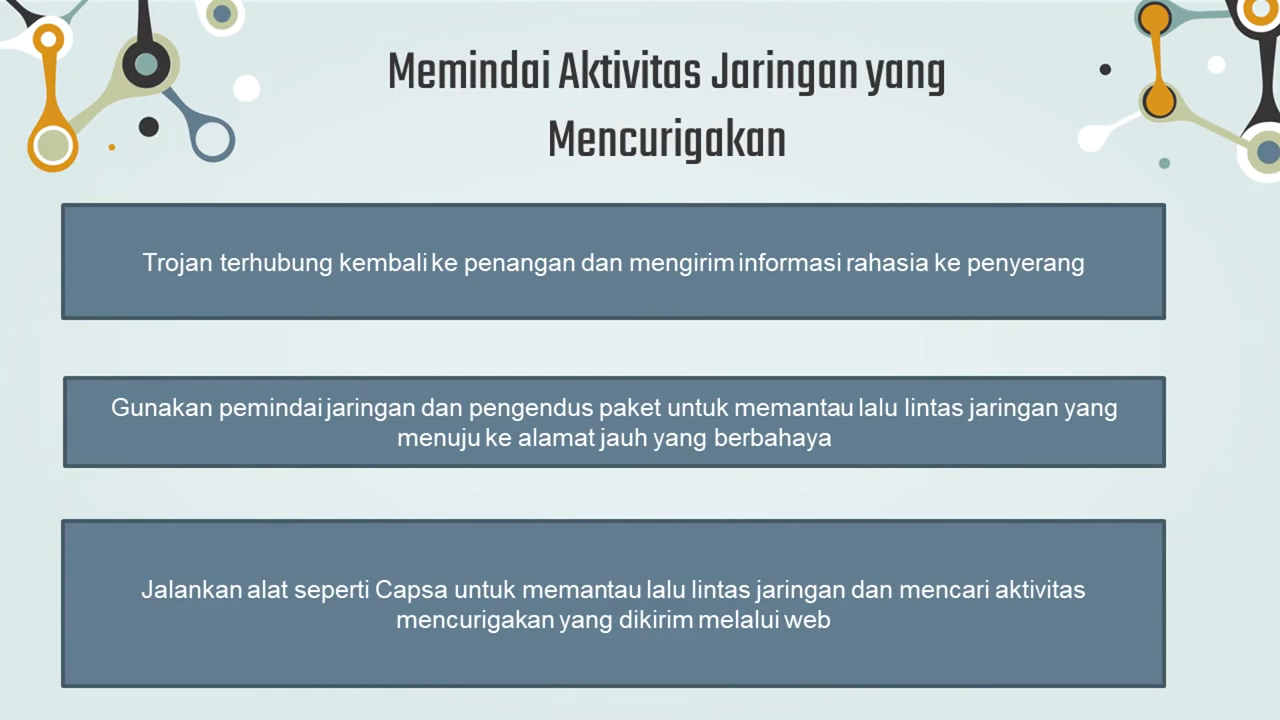 Memindai Aktivitas Jaringan yang
Mencurigakan
Trojan terhubung kembali ke penangan dan mengirim informasi rahasia ke penyerang
Gunakan pemindai jaringan dan pengendus paket untuk memantau lalu lintas jaringan yang
menuju ke alamat jauh yang berbahaya
Jalankan alat seperti Capsa untuk memantau lalu lintas jaringan dan mencari aktivitas
mencurigakan yang dikirim melalui web